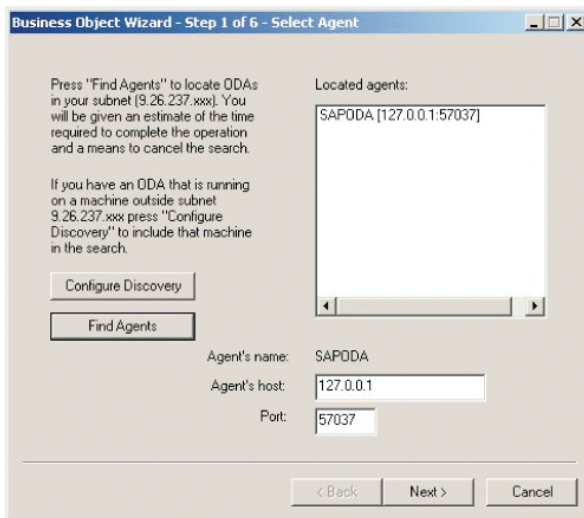 Business Object Wizard - Step 1 of 6 - Select Agent
Press "Find Agents" to locate ODAs
in your subnet (9.26.237.xxx). You
will be given an estimate of the time
required to complete the operation
and a means to cancel the search.
If you have an ODA that is running
on a machine outside subnet
9.26.237.xxx press "Configure
Discovery" to include that machine
in the search.
Configure Discovery
Find Agents
Located agents:
SAPODA [127.0.0.1:57037]
Agent's name: SAPODA
Agent's host: 127.0.0.1
Port: 57037
< Back Next > Cancel